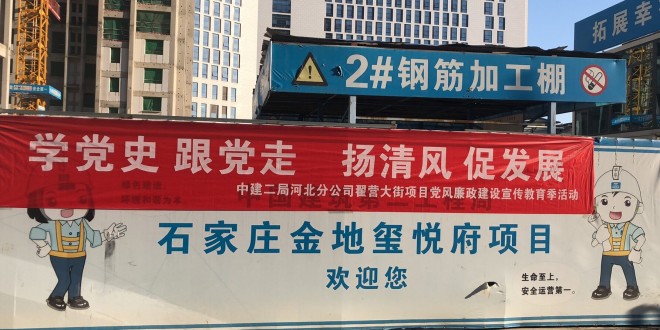 拓展幸
2#钢筋加工棚
学党史 跟党走 扬清风 促发展
中建二局河北分公司翟营大街项目党风廉政建设宣传教育季活动
石家庄金地玺悦府项目
欢迎您
生命至上，
安全运营第一。